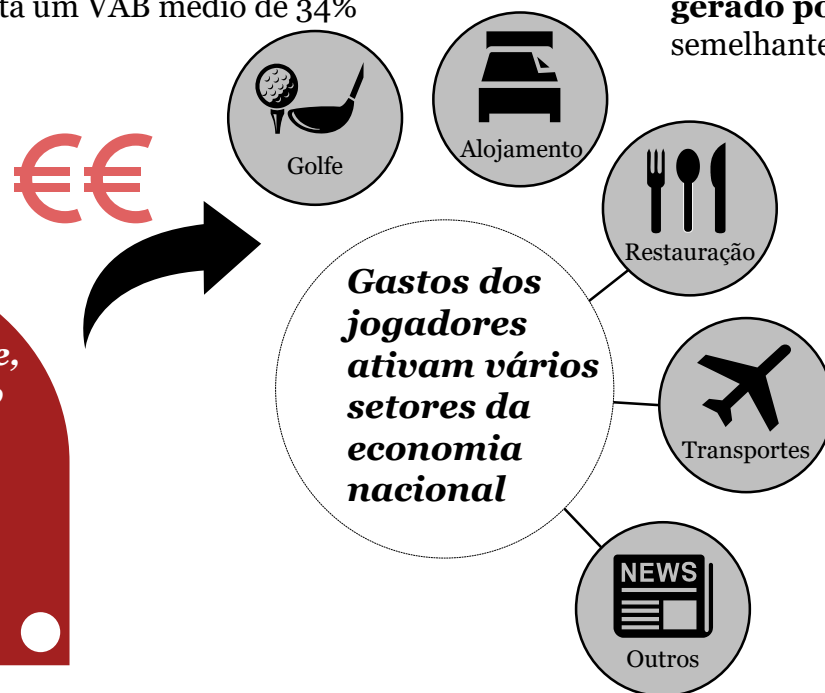 tá um VAB médio de 34%
gerado po
semelhante
€€
Golfe
Alojamento
Restauração
Gastos dos
jogadores
ativam vários
setores da
economia
nacional
e,
Transportes
NEWS
Outros